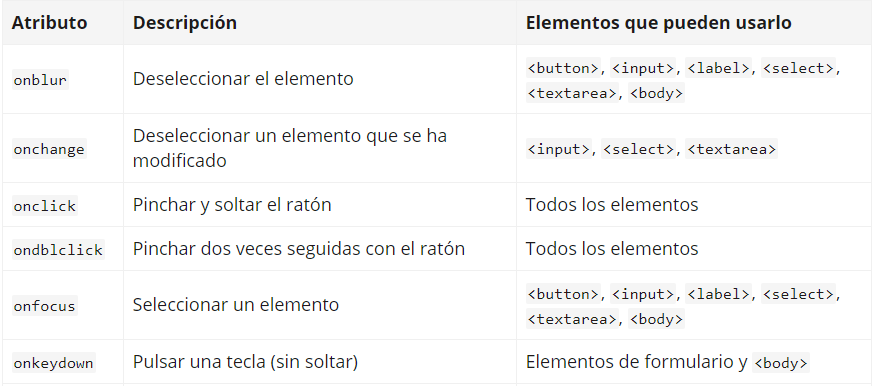 Atributo Descripción Elementos que pueden usarlo
onblur Deseleccionar el elemento <button>, <input>, <label>, <select>,
<textarea>, <body>
onchange Deseleccionar un elemento que se ha
modificado <input>, <select>, <textarea>
onclick Pinchar y soltar el ratón Todos los elementos
ondblclick Pinchar dos veces seguidas con el ratón Todos los elementos
onfocus Seleccionar un elemento <button>, <input>, <label>, <select>,
<textarea>, <body>
onkeydown Pulsar una tecla (sin soltar) Elementos de formulario y <body>